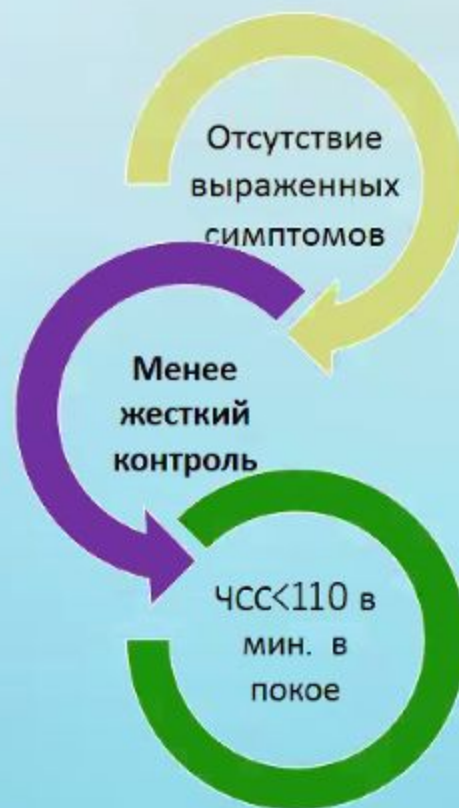 Отсутствие
выраженных
симптомов
Менее
жесткий
контроль
ЧСС<110 в
мин. в
покое